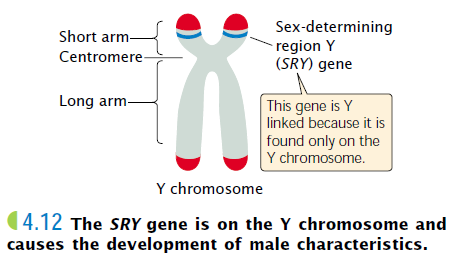 Short arm
Centromere
Long arm
Sex-determining
region Y
(SRY) gene
This gene is Y
linked because it is
found only on the
Y chromosome.
Y chromosome
4.12 The SRY gene is on the Y chromosome and
causes the development of male characteristics.